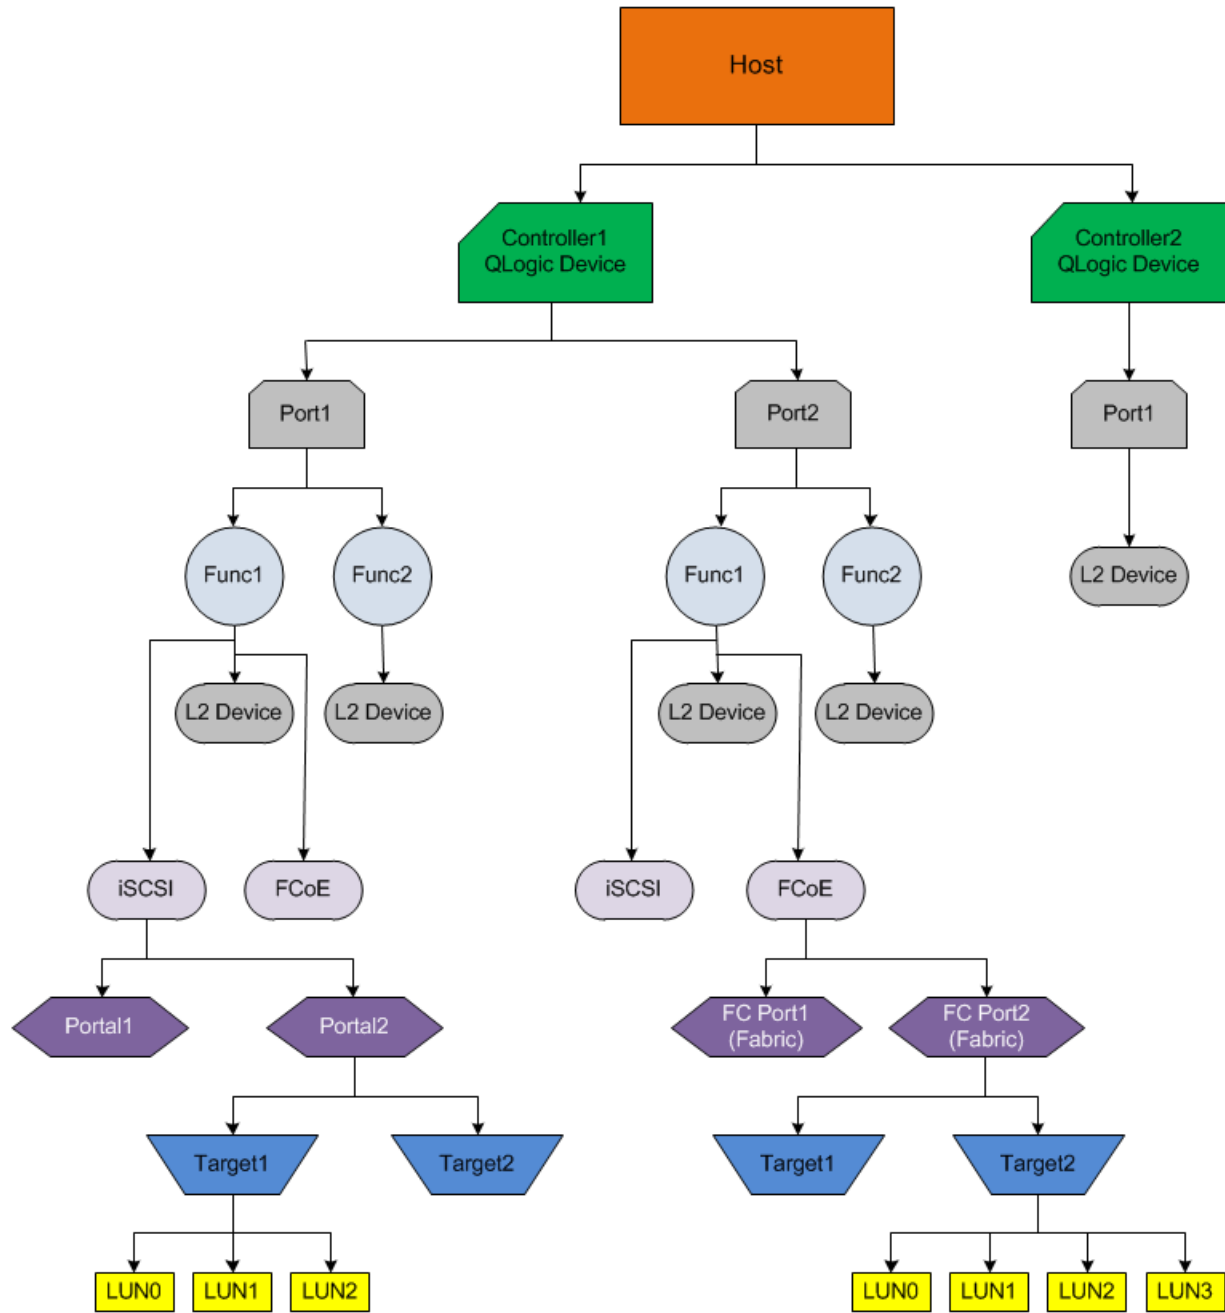 Host
Controller1
QLogic Device
Controller2
QLogic Device
Port1
Port2
Port1
Func1
Func2
Func1
Func2
L2 Device
L2 Device
L2 Device
L2 Device
L2 Device
iSCSI
FCoE
iSCSI
FCoE
Portal1
Portal2
FC Port1
(Fabric)
FC Port2
(Fabric)
Target1
Target2
Target1
Target2
LUN0
LUN1
LUN2
LUN0
LUN1
LUN2
LUN3